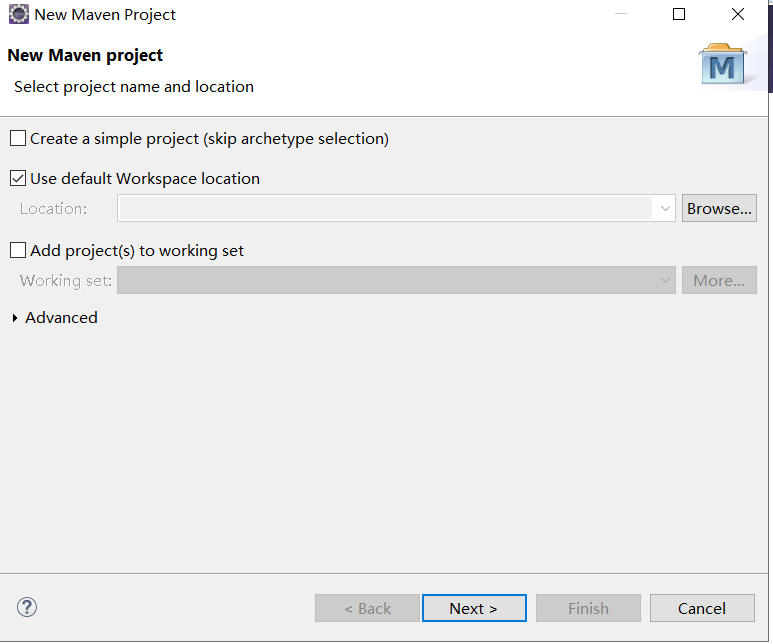 New Maven Project
New Maven project
Select project name and location
M
Create a simple project (skip archetype selection)
Use default Workspace location
Location:
Browse...
Add project(s) to working set
Working set:
More...
Advanced
?
< Back
Next >
Finish
Cancel